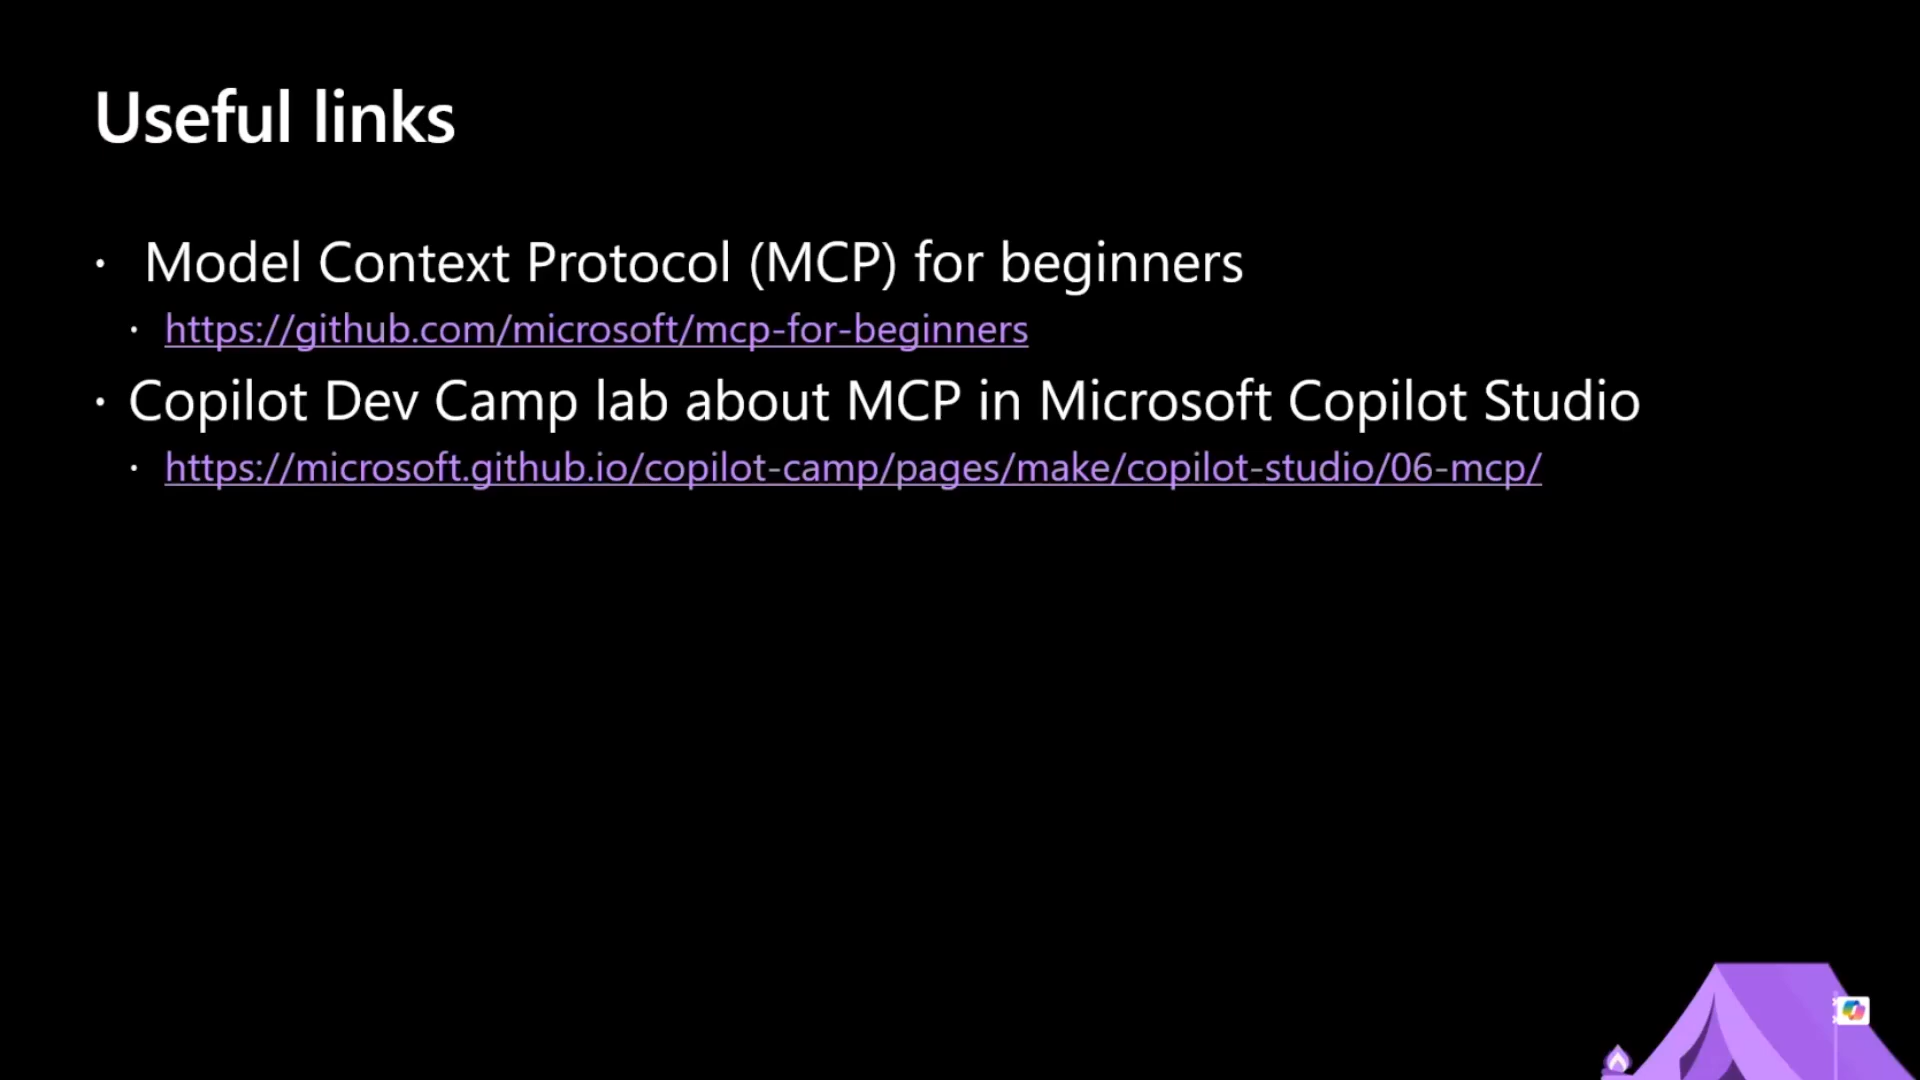 Useful links
· Model Context Protocol (MCP) for beginners
· https://github.com/microsoft/mcp-for-beginners
· Copilot Dev Camp lab about MCP in Microsoft Copilot Studio
· https://microsoft.github.io/copilot-camp/pages/make/copilot-studio/06-mcp/